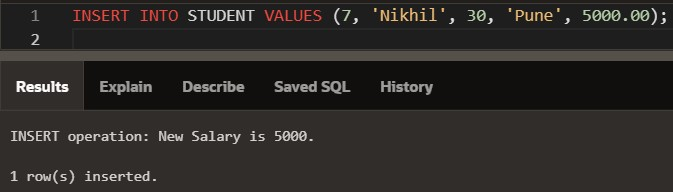 1 INSERT INTO STUDENT VALUES (7, 'Nikhil', 30, 'Pune', 5000.00);
2
Results Explain Describe Saved SQL History
INSERT operation: New Salary is 5000.
1 row(s) inserted.